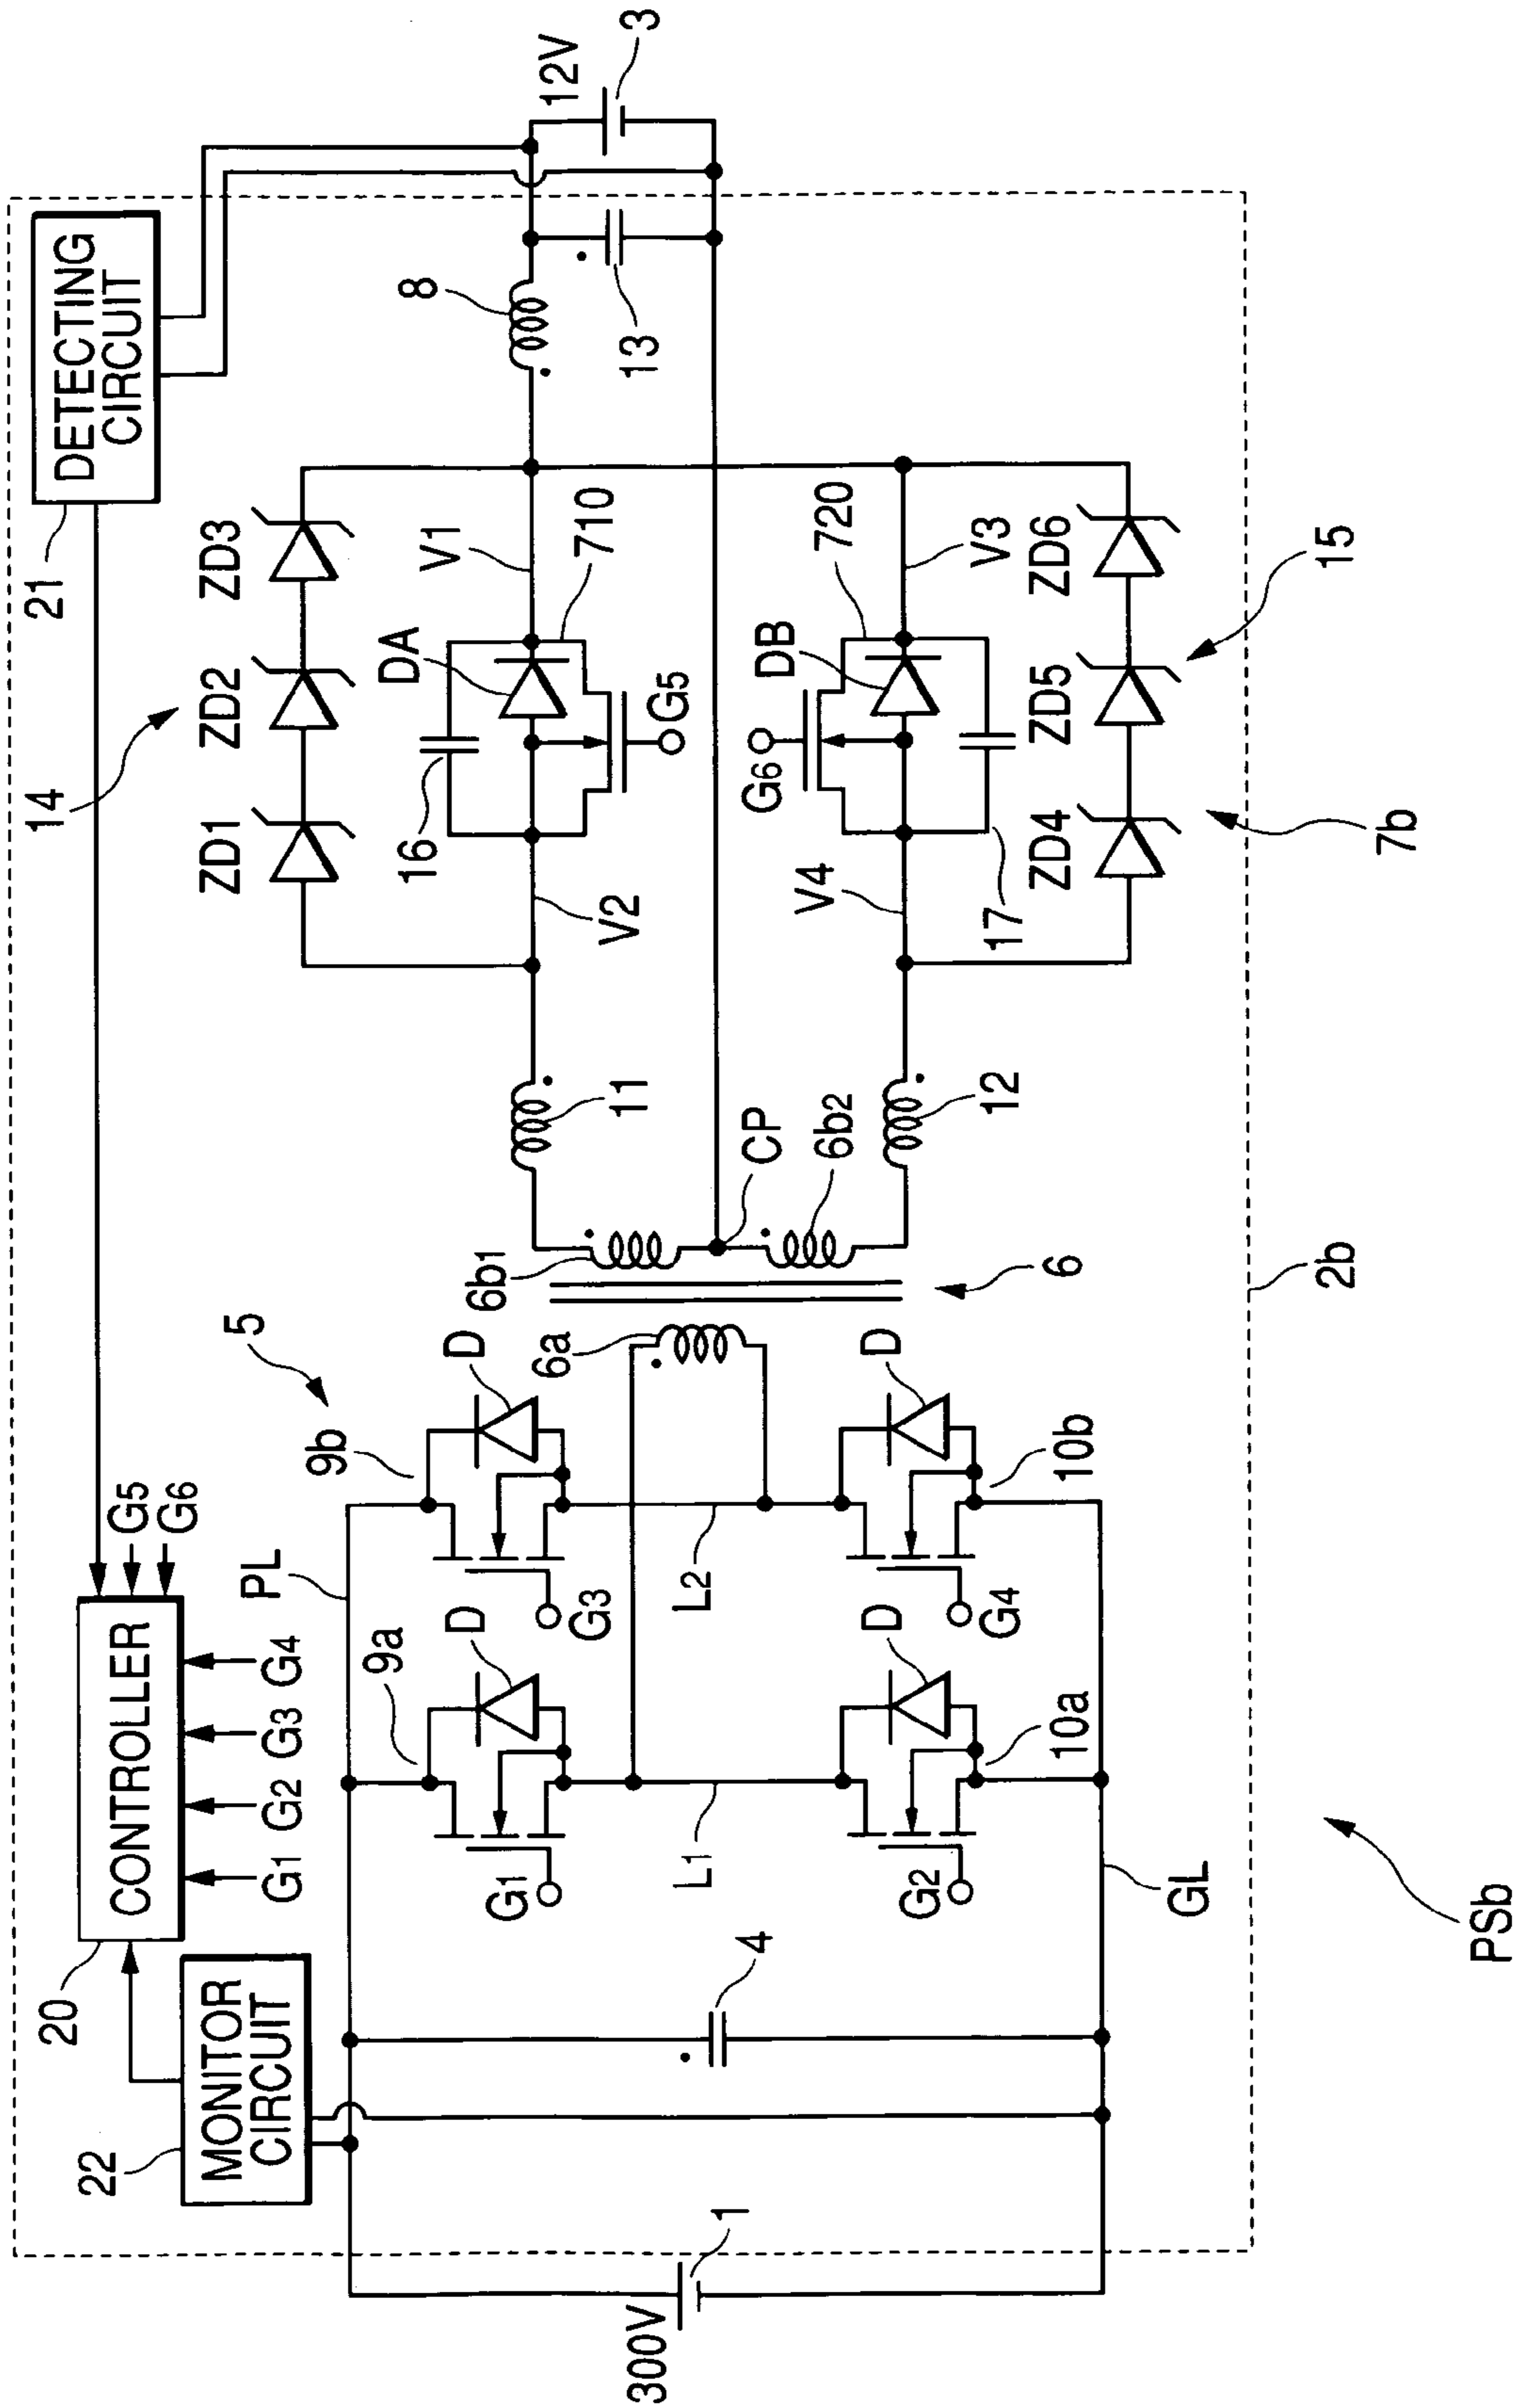 300V
1
22
MONITOR
CIRCUIT
20
CONTROLLER
G1
G2
G3
G4
G5
G6
21
DETECTING
CIRCUIT
PL
4
GL
5
9a
D
G1
9b
D
G3
L1
L2
10a
D
G2
10b
D
G4
6a
6
6b1
6b2
CP
11
12
14
ZD1
ZD2
ZD3
16
DA
V2
V1
710
G5
G6
DB
720
V4
V3
17
ZD4
ZD5
ZD6
15
7b
8
13
12V
3
2b
PSb